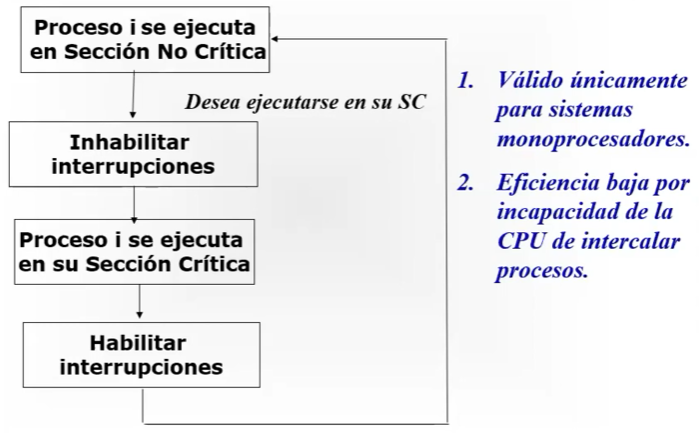 Proceso i se ejecuta
en Sección No Crítica
Desea ejecutarse en su SC
Inhabilitar
interrupciones
Proceso i se ejecuta
en su Sección Crítica
Habilitar
interrupciones
1. Válido únicamente
para sistemas
monoprocesadores.
2. Eficiencia baja por
incapacidad de la
CPU de intercalar
procesos.